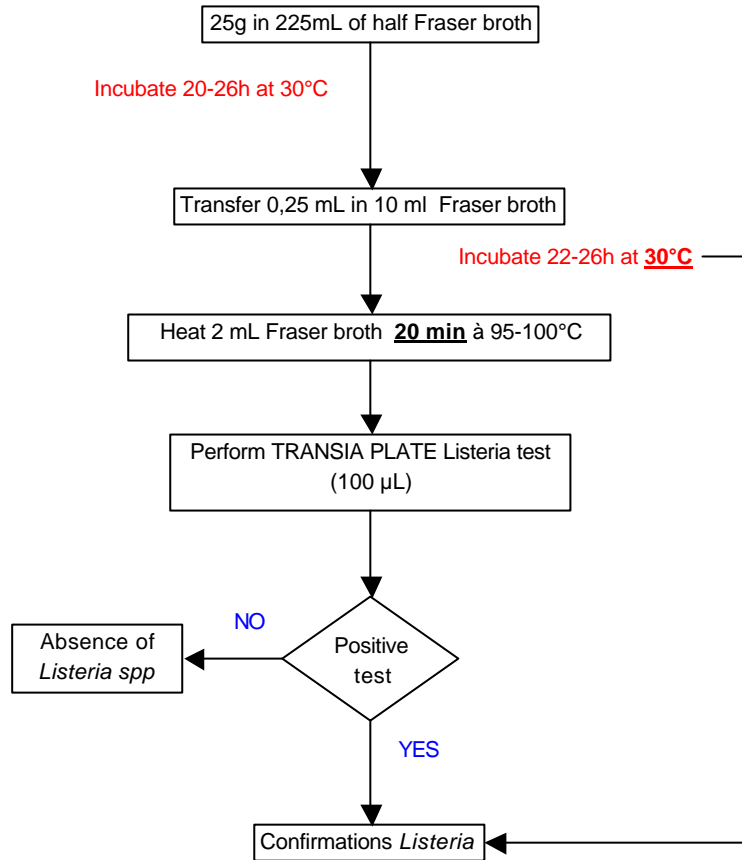 25g in 225mL of half Fraser broth
Incubate 20-26h at 30°C
Transfer 0,25 mL in 10 ml Fraser broth
Incubate 22-26h at 30°C
Heat 2 mL Fraser broth 20 min à 95-100°C
Perform TRANSIA PLATE Listeria test
(100 µL)
NO
Absence of
Listeria spp
Positive
test
YES
Confirmations Listeria